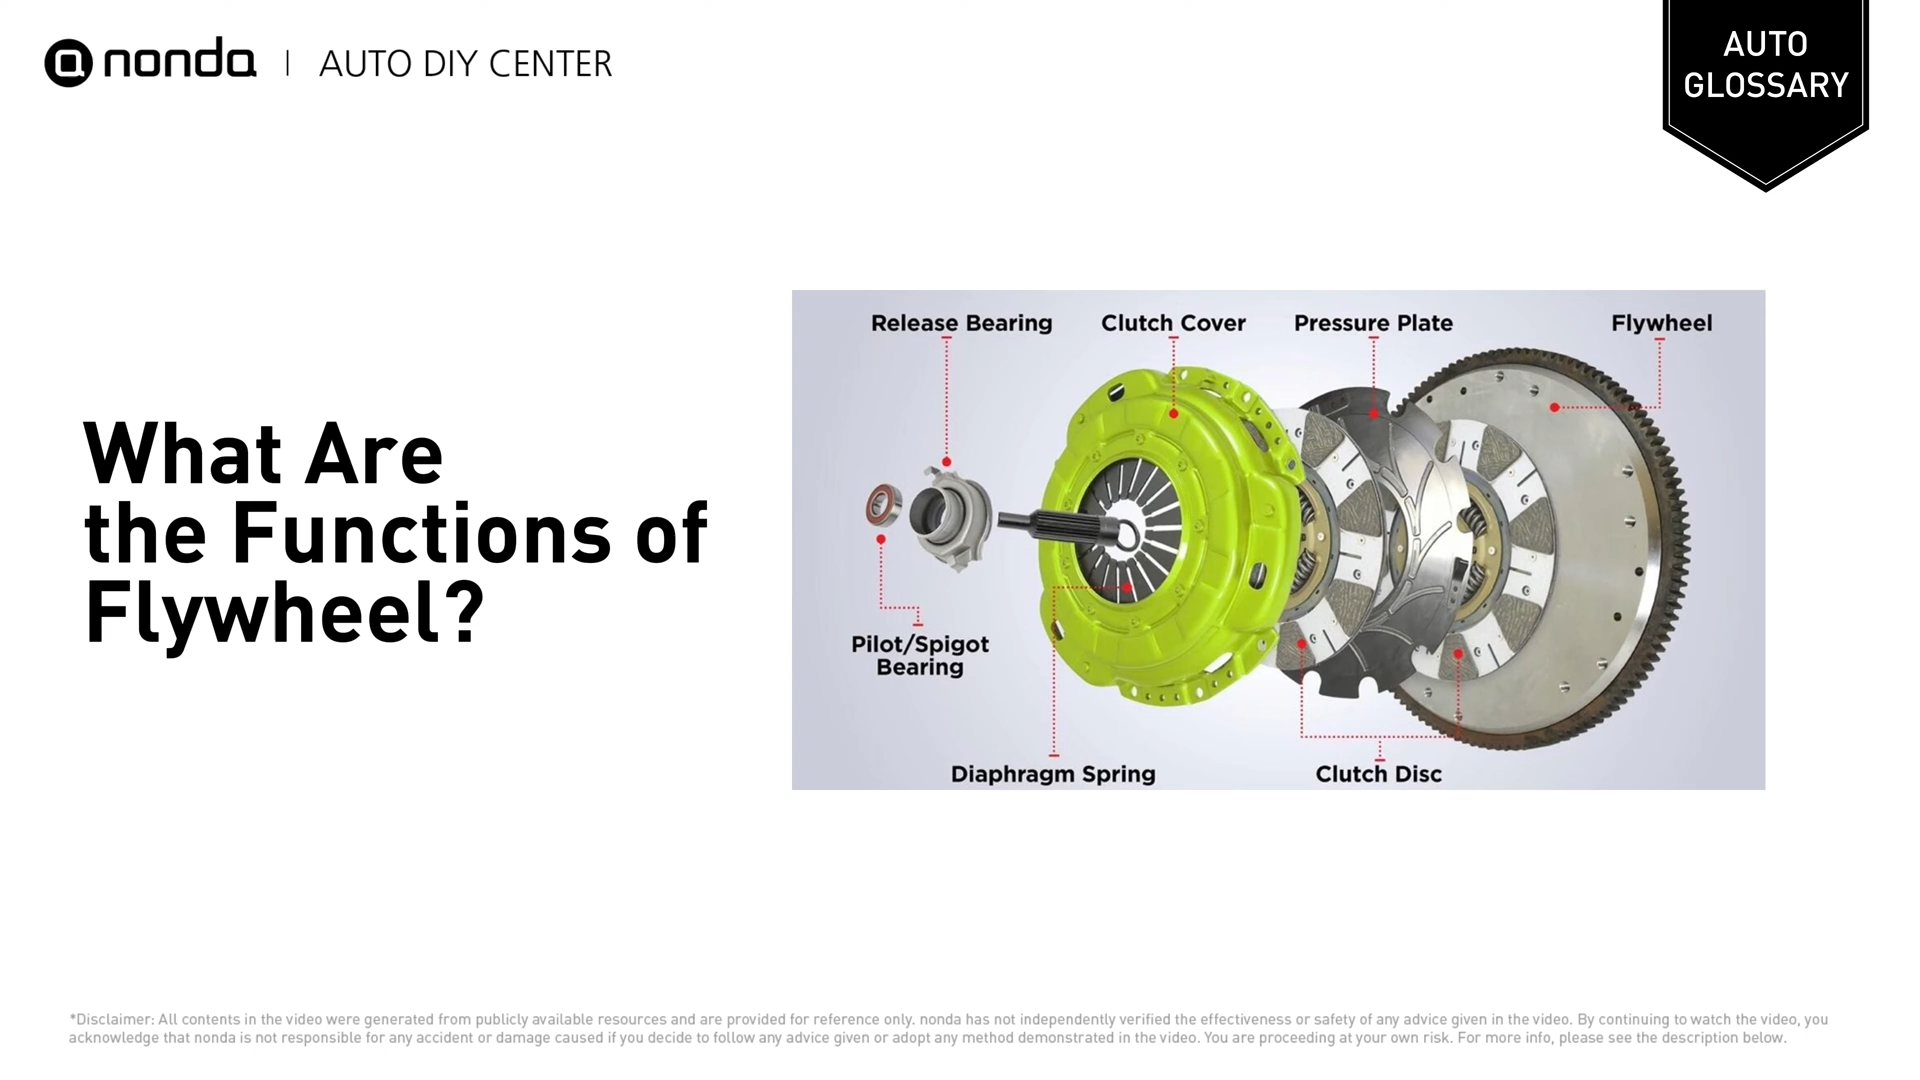 nonda | AUTO DIY CENTER
AUTO
GLOSSARY
What Are
the Functions of
Flywheel?
Release Bearing
Clutch Cover
Pressure Plate
Flywheel
Pilot/Spigot
Bearing
Diaphragm Spring
Clutch Disc
*Disclaimer: All contents in the video were generated from publicly available resources and are provided for reference only. nonda has not independently verified the effectiveness or safety of any advice given in the video. By continuing to watch the video, you
acknowledge that nonda is not responsible for any accident or damage caused if you decide to follow any advice given or adopt any method demonstrated in the video. You are proceeding at your own risk. For more info, please see the description below.